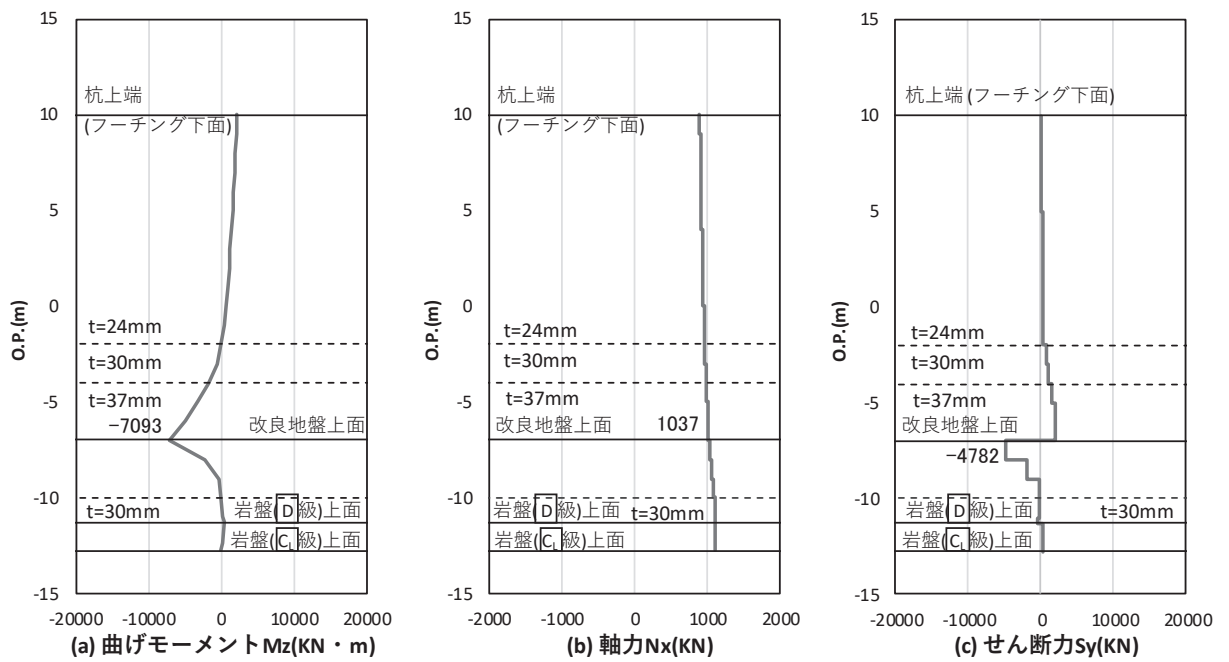 15
10
5
0
-5
-10
-15
O.P.(m)
杭上端
(フーチング下面)
t=24mm
t=30mm
t=37mm
-7093
改良地盤上面
t=30mm
岩盤(D級)上面
岩盤(CL級)上面
-20000 -10000 0 10000 20000
(a) 曲げモーメントMz(KN・m)
15
10
5
0
-5
-10
-15
O.P.(m)
杭上端
(フーチング下面)
t=24mm
t=30mm
t=37mm
改良地盤上面 1037
岩盤(D級)上面 t=30mm
岩盤(CL級)上面
-2000 -1000 0 1000 2000
(b) 軸力Nx(KN)
15
10
5
0
-5
-10
-15
O.P.(m)
杭上端 (フーチング下面)
t=24mm
t=30mm
t=37mm
改良地盤上面
-4782
岩盤(D級)上面 t=30mm
岩盤(CL級)上面
-20000 -10000 0 10000 20000
(c) せん断力Sy(KN)